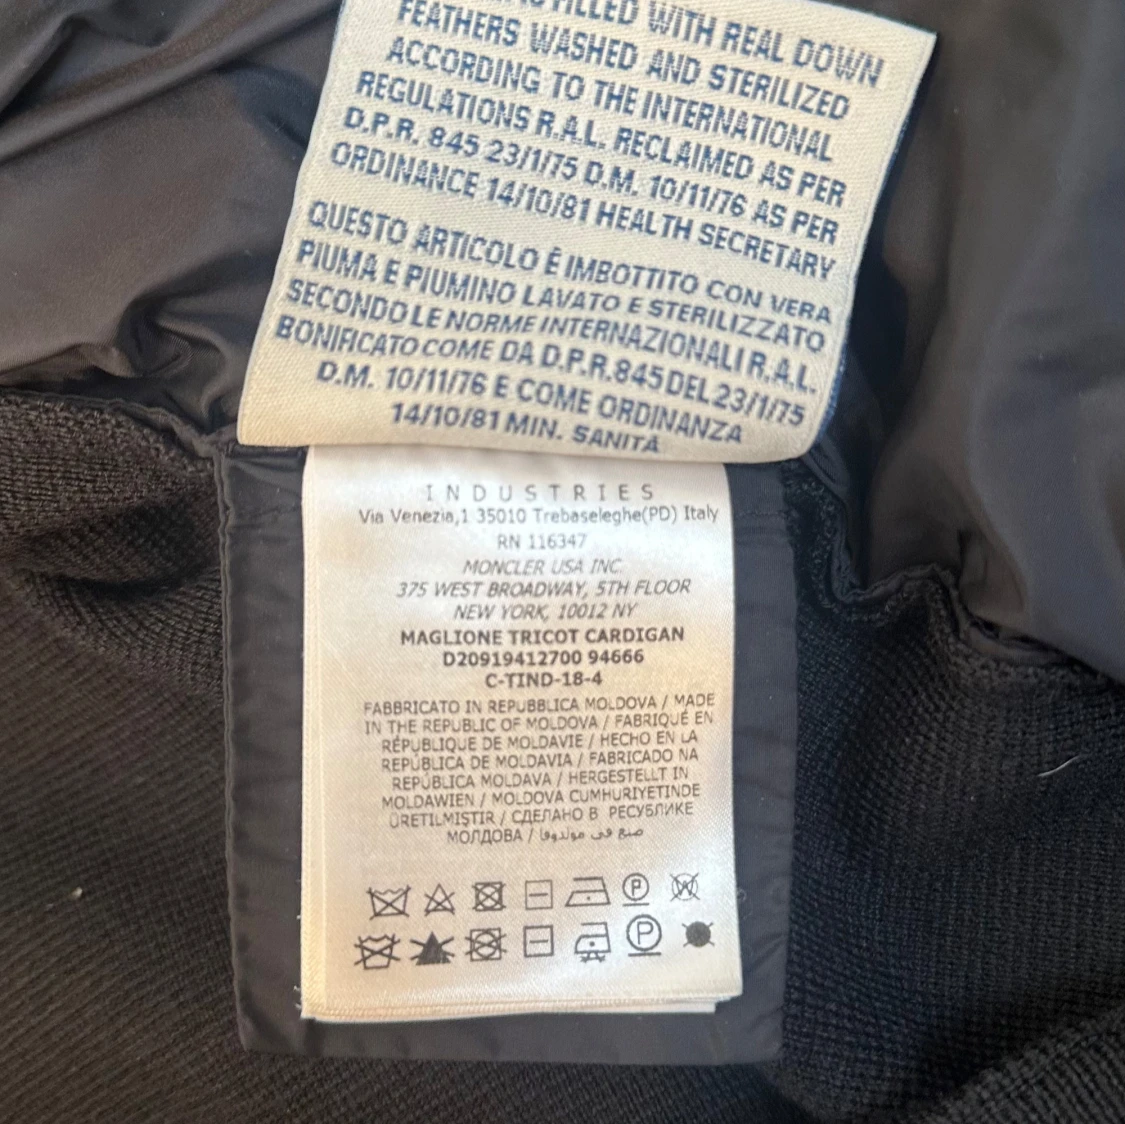 FILLED WITH REAL DOWN
FEATHERS WASHED AND STERILIZED
ACCORDING TO THE INTERNATIONAL
REGULATIONS R.A.L. RECLAIMED AS PER
D.P.R. 845 23/1/75 D.M. 10/11/76 AS PER
ORDINANCE 14/10/81 HEALTH SECRETARY
QUESTO ARTICOLO È IMBOTTITO CON VERA
PIUMA E PIUMINO LAVATO E STERILIZZATO
SECONDO LE NORME INTERNAZIONALI R.A.L.
BONIFICATO COME DA D.P.R. 845 DEL 23/1/75
D.M. 10/11/76 E COME ORDINANZA
14/10/81 MIN. SANITÀ
INDUSTRIES
Via Venezia,1 35010 Trebaseleghe(PD) Italy
RN 116347
MONCLER USA INC.
375 WEST BROADWAY, 5TH FLOOR
NEW YORK, 10012 NY
MAGLIONE TRICOT CARDIGAN
D20919412700 94666
C-TIND-18-4
FABBRICATO IN REPUBBLICA MOLDOVA / MADE
IN THE REPUBLIC OF MOLDOVA / FABRIQUÉ EN
RÉPUBLIQUE DE MOLDAVIE / HECHO EN LA
REPÚBLICA DE MOLDAVIA / FABRICADO NA
REPÚBLICA MOLDAVA / HERGESTELLT IN
MOLDAWIEN / MOLDOVA CUMHURIYETINDE
ÜRETILMIŞTIR / СДЕЛАНО В РЕСУБЛИКЕ
МОЛДОВА / صنع في مولدوفا
P W
P